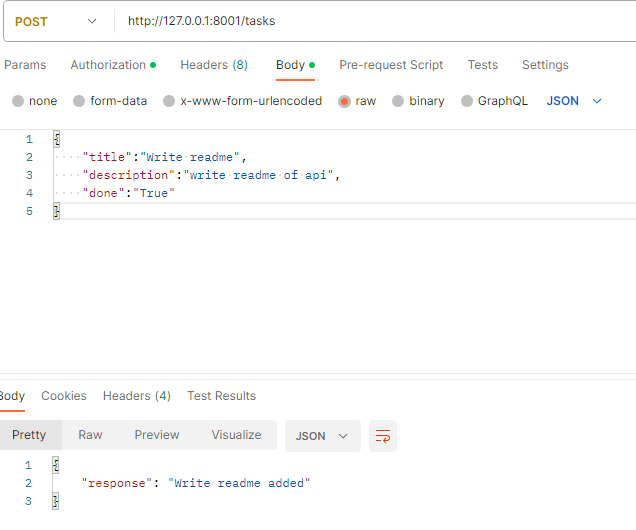 POST http://127.0.0.1:8001/tasks
Params Authorization Headers (8) Body Pre-request Script Tests Settings
none form-data x-www-form-urlencoded raw binary GraphQL JSON
1 {
2 "title":"Write readme",
3 "description":"write readme of api",
4 "done":"True"
5 }
Body Cookies Headers (4) Test Results
Pretty Raw Preview Visualize JSON
1 {
2 "response": "Write readme added"
3 }